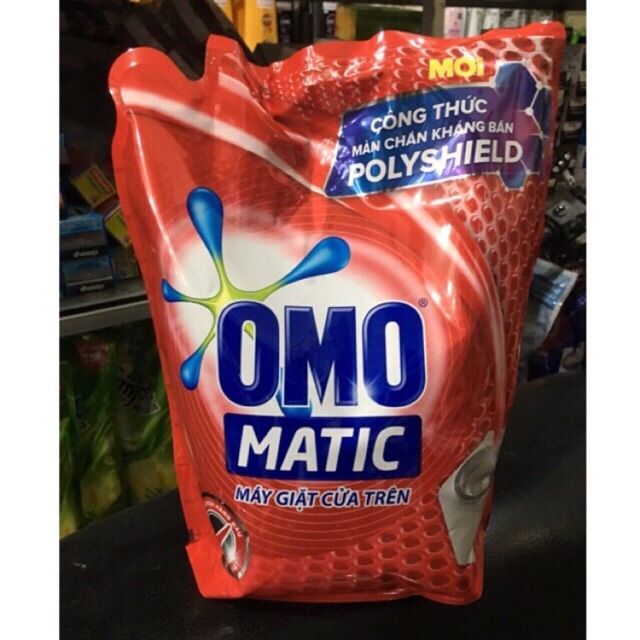 MỚI
CÔNG THỨC
MÀN CHẮN KHÁNG BẨN
POLYSHIELD
OMO®
MATIC
MÁY GIẶT CỬA TRÊN